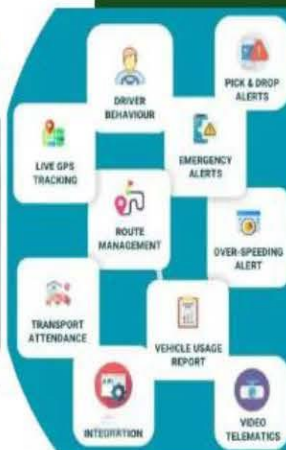 DRIVER
BEHAVIOUR
PICK & DROP
ALERTS
LIVE GPS
TRACKING
EMERGENCY
ALERTS
ROUTE
MANAGEMENT
OVER-SPEEDING
ALERT
TRANSPORT
ATTENDANCE
VEHICLE USAGE
REPORT
INTEGRATION
VIDEO
TELEMATICS